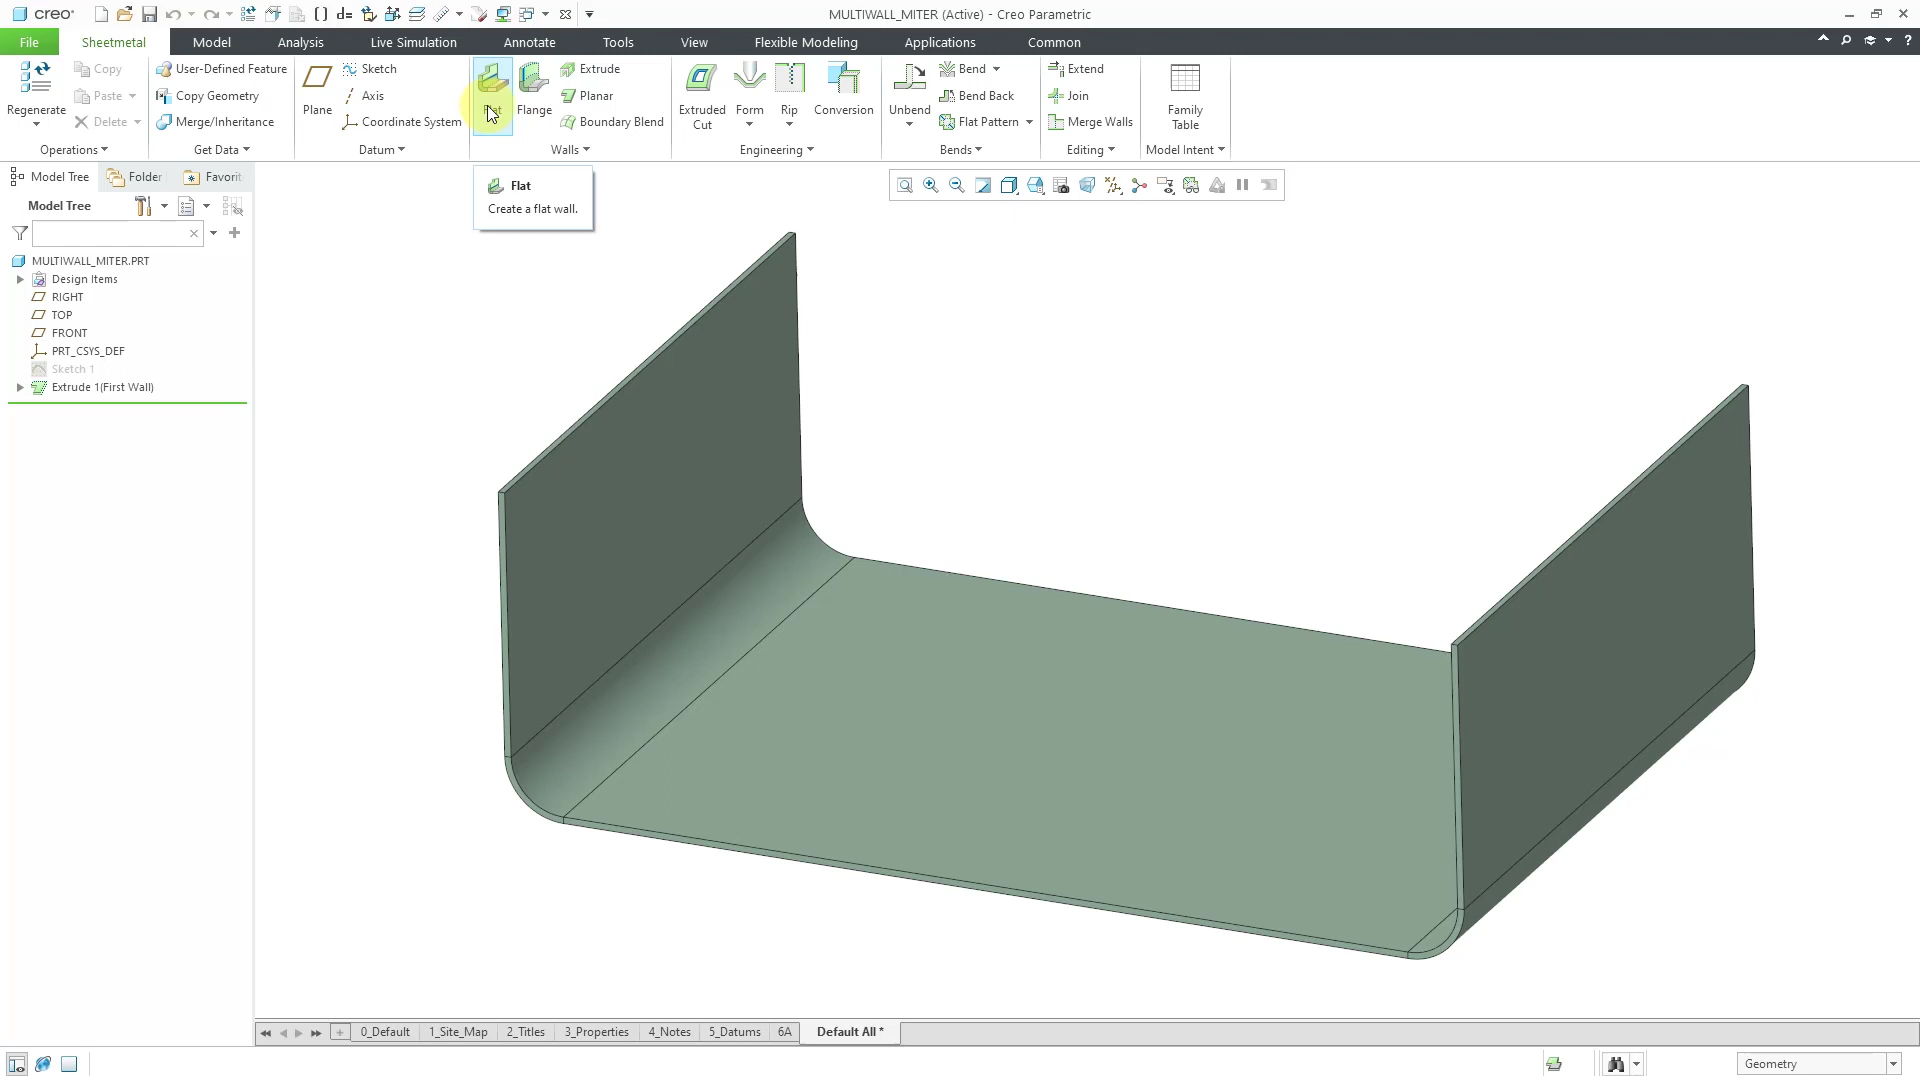 creo
MULTIWALL_MITER (Active) - Creo Parametric
File
Sheetmetal
Model
Analysis
Live Simulation
Annotate
Tools
View
Flexible Modeling
Applications
Common
Regenerate
Copy
Paste
Delete
Operations
User-Defined Feature
Copy Geometry
Merge/Inheritance
Get Data
Plane
Sketch
Axis
Coordinate System
Datum
Flat
Flange
Extrude
Planar
Boundary Blend
Walls
Extruded
Cut
Form
Rip
Conversion
Engineering
Unbend
Bend
Bend Back
Flat Pattern
Bends
Extend
Join
Merge Walls
Editing
Family
Table
Model Intent
Model Tree
Folder
Favorit
Flat
Create a flat wall.
Model Tree
MULTIWALL_MITER.PRT
Design Items
RIGHT
TOP
FRONT
PRT_CSYS_DEF
Sketch 1
Extrude 1(First Wall)
0_Default
1_Site_Map
2_Titles
3_Properties
4_Notes
5_Datums
6A
Default All *
Geometry